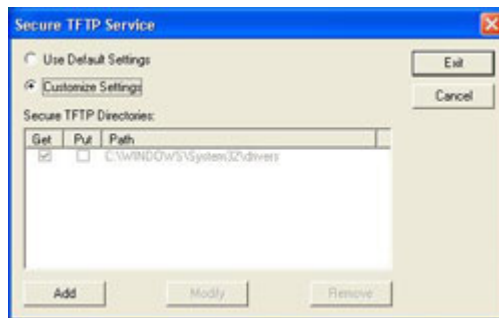 Secure TFTP Service
Use Default Settings
Customize Settings
Exit
Cancel
Secure TFTP Directories:
Get Put Path
C:\WINDOWS\System32\drivers
Add Modify Remove